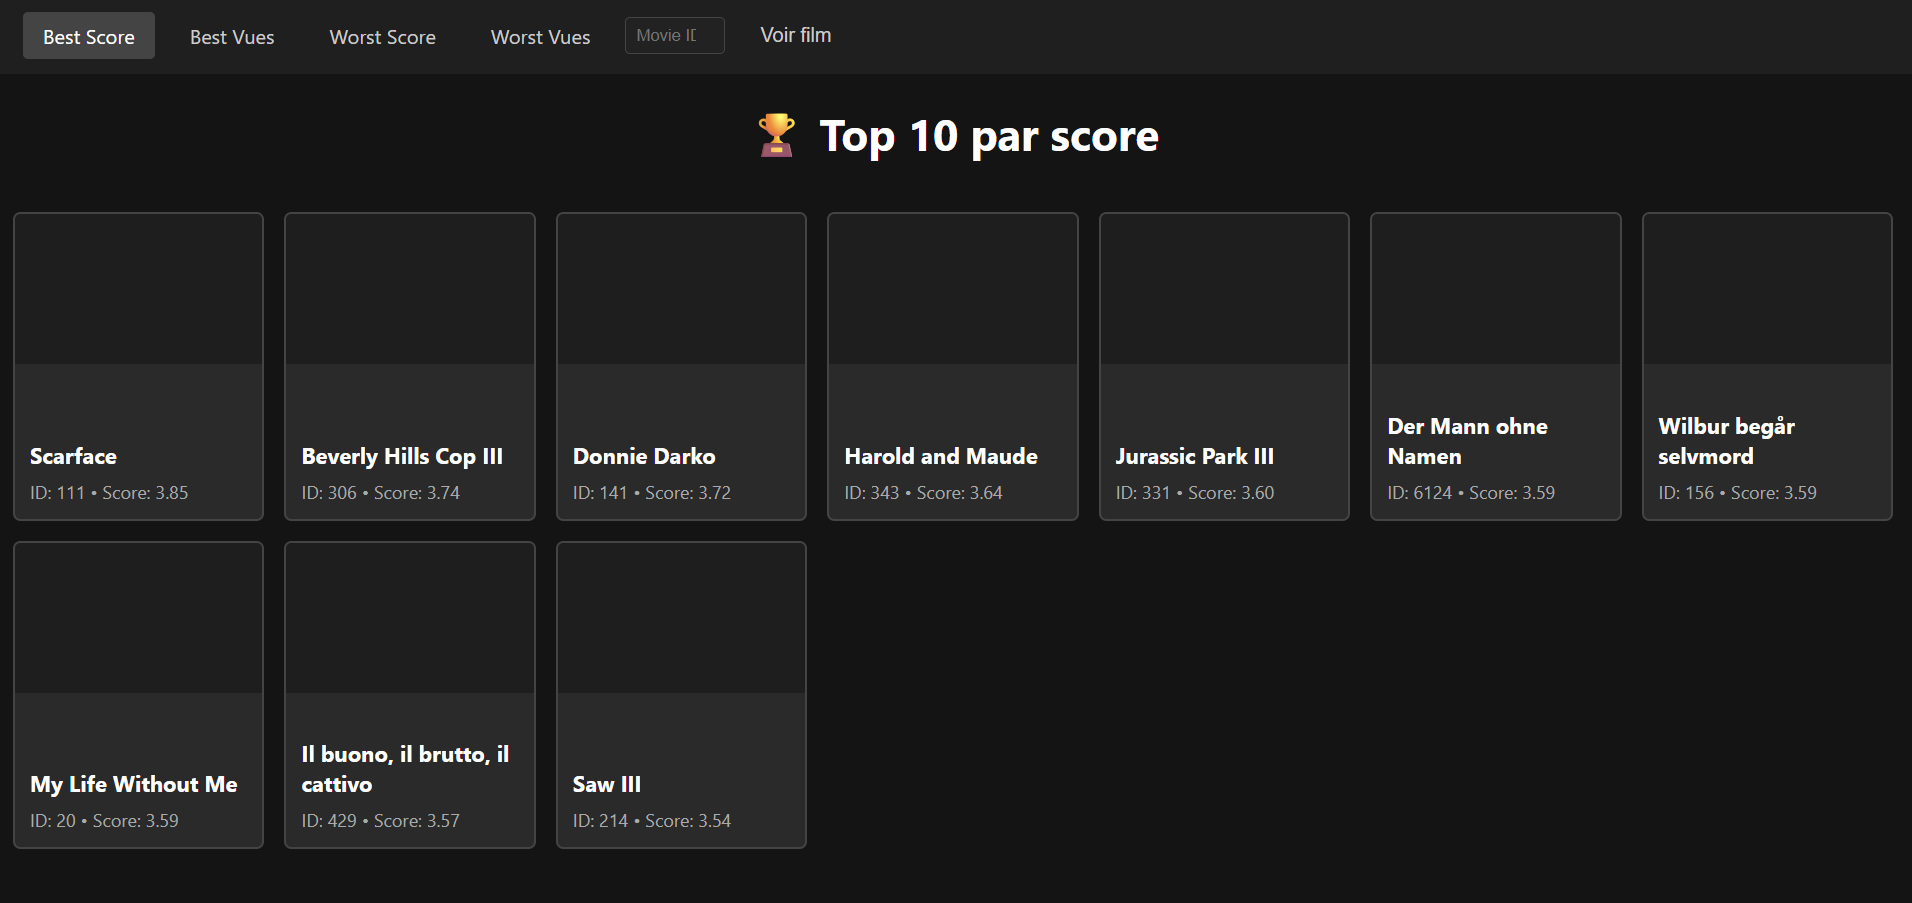 Best Score
Best Vues
Worst Score
Worst Vues
Movie ID
Voir film
🏆 Top 10 par score
Scarface
ID: 111 • Score: 3.85
Beverly Hills Cop III
ID: 306 • Score: 3.74
Donnie Darko
ID: 141 • Score: 3.72
Harold and Maude
ID: 343 • Score: 3.64
Jurassic Park III
ID: 331 • Score: 3.60
Der Mann ohne
Namen
ID: 6124 • Score: 3.59
Wilbur begår
selvmord
ID: 156 • Score: 3.59
My Life Without Me
ID: 20 • Score: 3.59
Il buono, il brutto, il
cattivo
ID: 429 • Score: 3.57
Saw III
ID: 214 • Score: 3.54